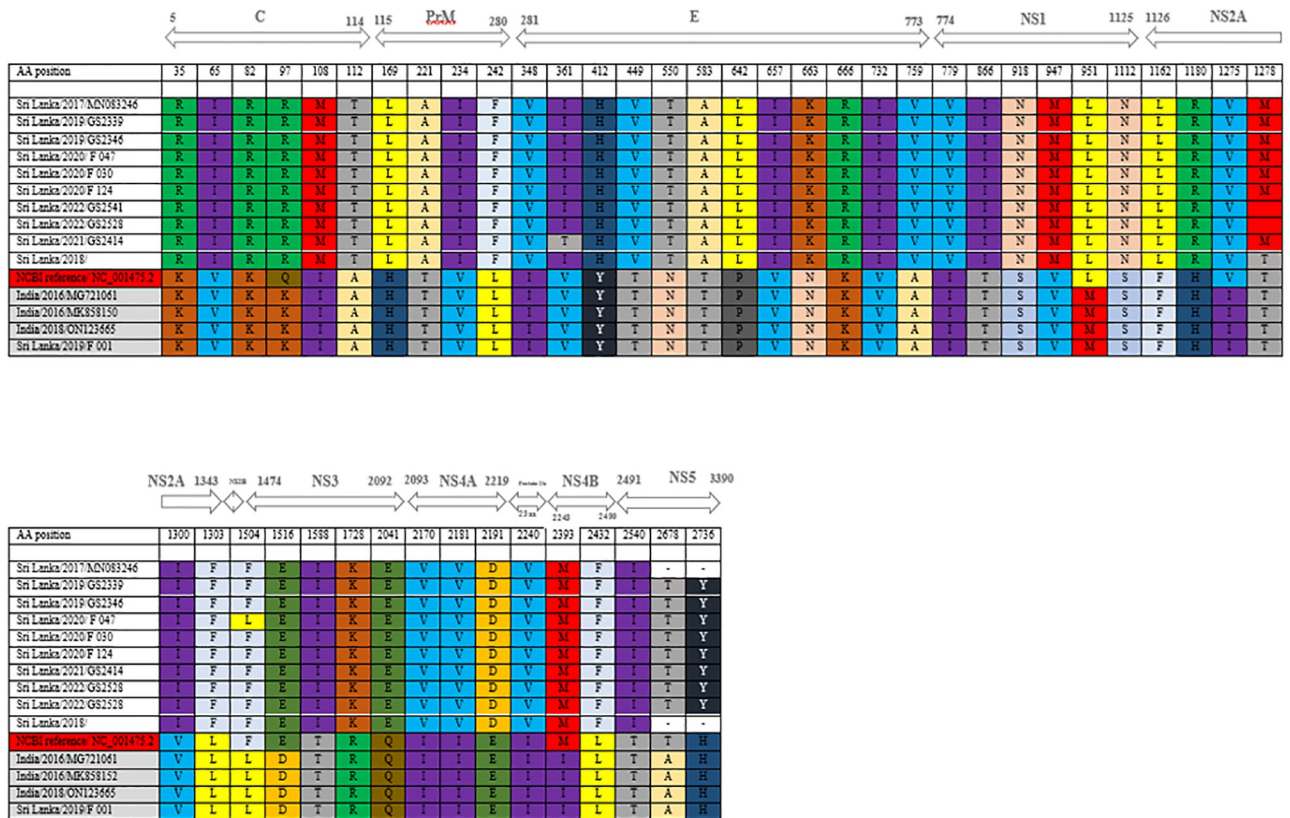 5 C 114 115 PrM 280 281 E 773 774 NS1 1125 1126 NS2A
AA position 35 65 82 97 108 112 169 221 234 242 348 361 412 449 550 583 642 657 663 666 732 759 779 866 918 947 951 1112 1162 1180 1275 1278
Sri Lanka/2017/MN083246 R I R R M T L A I F V I H V T A L I K R I V V I N M L N L R V M
Sri Lanka/2019/GS2339 R I R R M T L A I F V I H V T A L I K R I V V I N M L N L R V M
Sri Lanka/2019/GS2346 R I R R M T L A I F V I H V T A L I K R I V V I N M L N L R V M
Sri Lanka/2020/ F 047 R I R R M T L A I F V I H V T A L I K R I V V I N M L N L R V M
Sri Lanka/2020/F 030 R I R R M T L A I F V I H V T A L I K R I V V I N M L N L R V M
Sri Lanka/2020/F 124 R I R R M T L A I F V I H V T A L I K R I V V I N M L N L R V M
Sri Lanka/2022/GS2541 R I R R M T L A I F V I H V T A L I K R I V V I N M L N L R V
Sri Lanka/2022/GS2528 R I R R M T L A I F V I H V T A L I K R I V V I N M L N L R V
Sri Lanka/2021/GS2414 R I R R M T L A I F V T H V T A L I K R I V V I N M L N L R V M
Sri Lanka/2018/ R I R R M T L A I F V I H V T A L I K R I V V I N M L N L R V T
NCBI reference/ NC_001475.2 K V K Q I A H T V L I V Y T N T P V N K V A I T S V L S F H V T
India/2016/MG721061 K V K K I A H T V L I V Y T N T P V N K V A I T S V M S F H I T
India/2016/MK858150 K V K K I A H T V L I V Y T N T P V N K V A I T S V M S F H I T
India/2018/ON123665 K V K K I A H T V L I V Y T N T P V N K V A I T S V M S F H I T
Sri Lanka/2019/F 001 K V K K I A H T V L I V Y T N T P V N K V A I T S V M S F H I T
NS2A 1343 NS2B 1474 NS3 2092 2093 NS4A 2219 NS4B 2491 NS5 3390
23 aa 2243 2490
AA position 1300 1303 1504 1516 1588 1728 2041 2170 2181 2191 2240 2393 2432 2540 2678 2736
Sri Lanka/2017/MN083246 I F F E I K E V V D V M F I - -
Sri Lanka/2019/GS2339 I F F E I K E V V D V M F I T Y
Sri Lanka/2019/GS2346 I F F E I K E V V D V M F I T Y
Sri Lanka/2020/ F 047 I F L E I K E V V D V M F I T Y
Sri Lanka/2020/F 030 I F F E I K E V V D V M F I T Y
Sri Lanka/2020/F 124 I F F E I K E V V D V M F I T Y
Sri Lanka/2021/GS2414 I F F E I K E V V D V M F I T Y
Sri Lanka/2022/GS2528 I F F E I K E V V D V M F I T Y
Sri Lanka/2022/GS2528 I F F E I K E V V D V M F I T Y
Sri Lanka/2018/ I F F E I K E V V D V M F I - -
NCBI reference/ NC_001475.2 V L F E T R Q I I E I M L T T H
India/2016/MG721061 V L L D T R Q I I E I I L T A H
India/2016/MK858152 V L L D T R Q I I E I I L T A H
India/2018/ON123665 V L L D T R Q I I E I I L T A H
Sri Lanka/2019/F 001 V L L D T R Q I I E I I L T A H